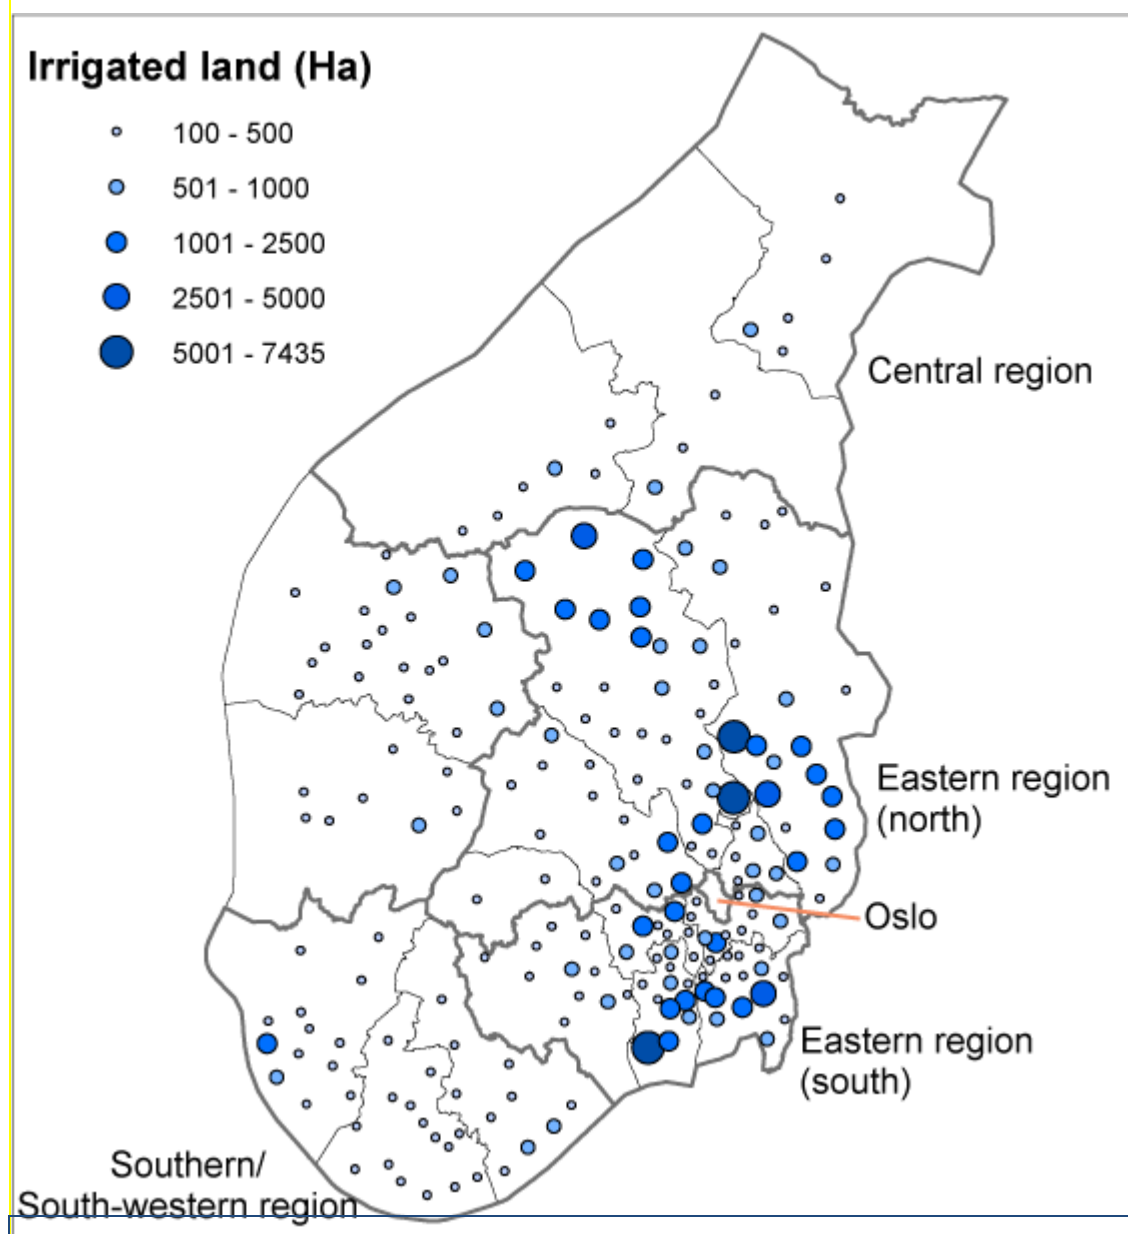 Irrigated land (Ha)
100 - 500
501 - 1000
1001 - 2500
2501 - 5000
5001 - 7435
Central region
Eastern region
(north)
Oslo
Eastern region
(south)
Southern/
South-western region